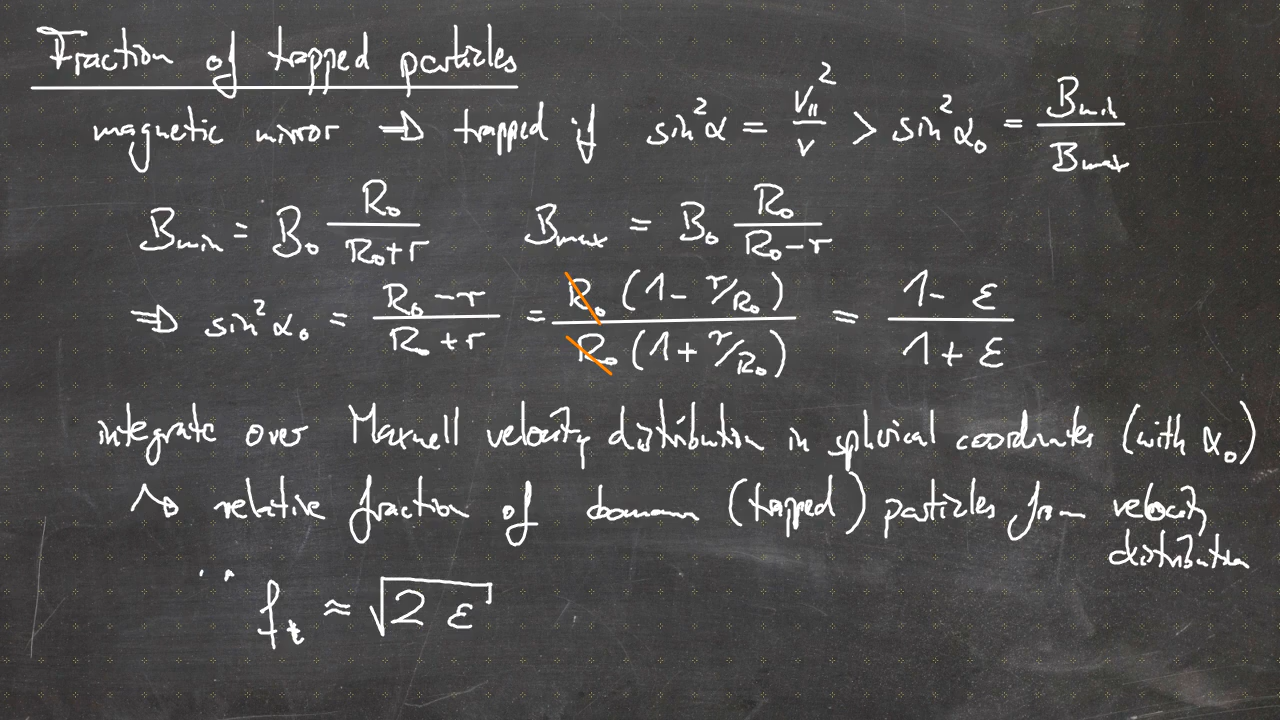 Fraction of trapped particles
magnetic mirror ⇒ trapped if sin²α = v∥²/v > sin²α₀ = Bmin/Bmax
Bmin = B₀ R₀/(R₀+r) Bmax = B₀ R₀/(R₀-r)
⇒ sin²α₀ = (R₀-r)/(R₀+r) = R₀(1-r/R₀)/R₀(1+r/R₀) = (1-ε)/(1+ε)
integrate over Maxwell velocity distribution in spherical coordinates (with α₀)
↝ relative fraction of (trapped) particles from velocity
distribution
∴ fₜ ≈ √(2 ε)